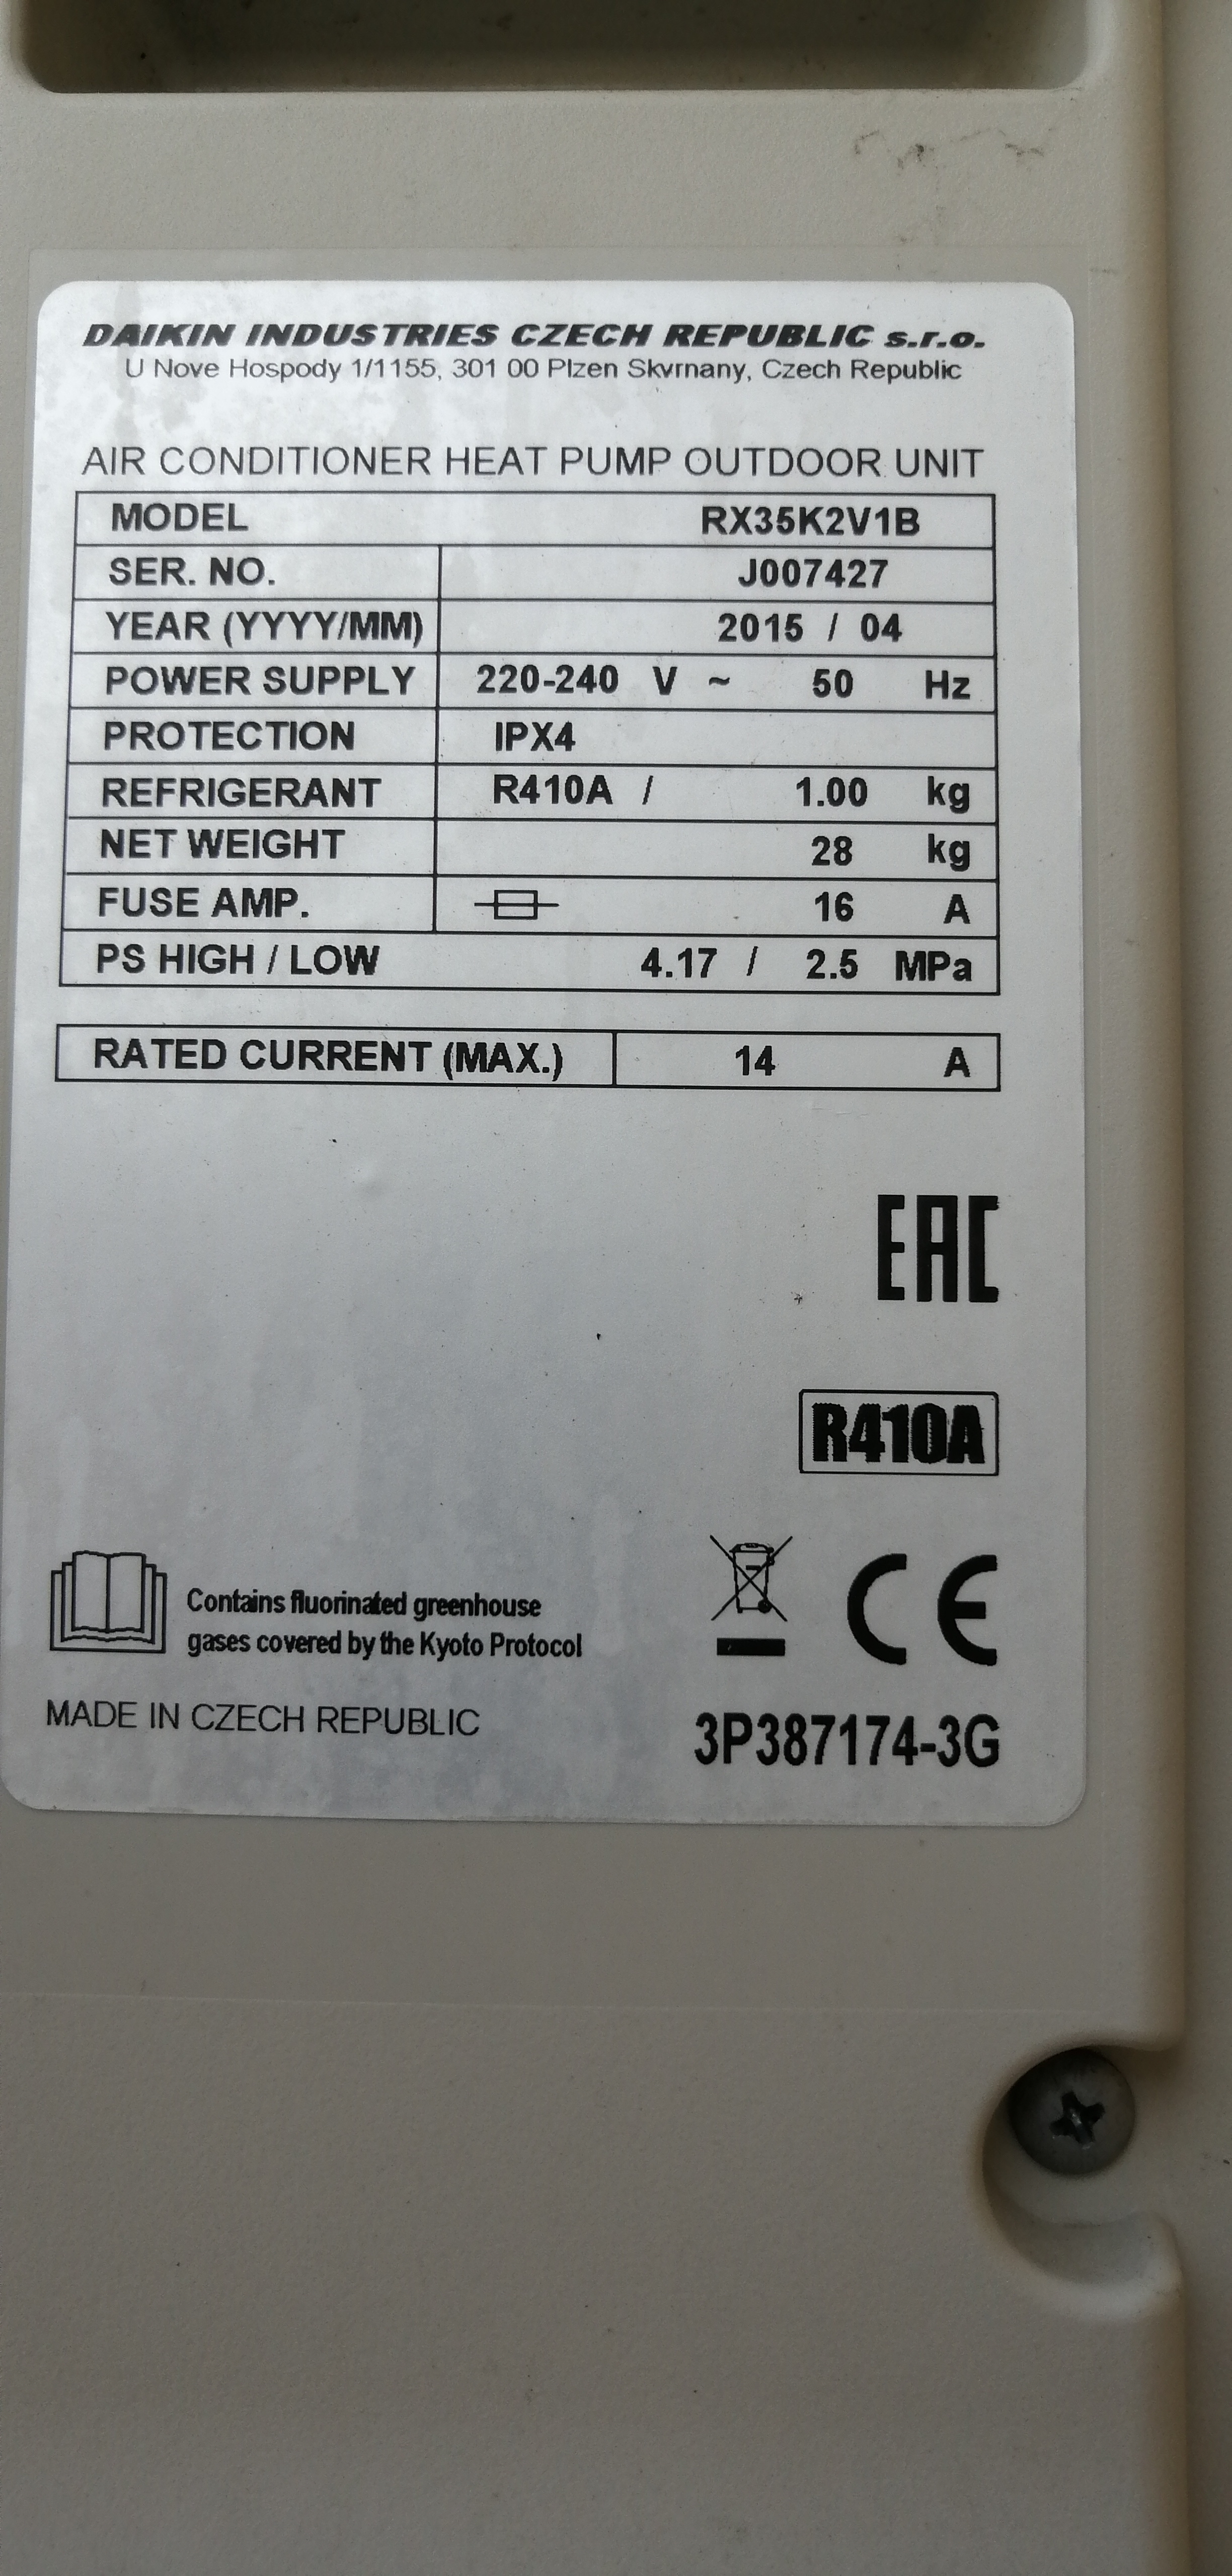 DAIKIN INDUSTRIES CZECH REPUBLIC s.r.o.
U Nove Hospody 1/1155, 301 00 Plzen Skvrnany, Czech Republic
AIR CONDITIONER HEAT PUMP OUTDOOR UNIT
MODEL RX35K2V1B
SER. NO. J007427
YEAR (YYYY/MM) 2015 / 04
POWER SUPPLY 220-240 V ~ 50 Hz
PROTECTION IPX4
REFRIGERANT R410A / 1.00 kg
NET WEIGHT 28 kg
FUSE AMP. 16 A
PS HIGH / LOW 4.17 / 2.5 MPa
RATED CURRENT (MAX.) 14 A
EAC
R410A
Contains fluorinated greenhouse
gases covered by the Kyoto Protocol
CE
MADE IN CZECH REPUBLIC
3P387174-3G